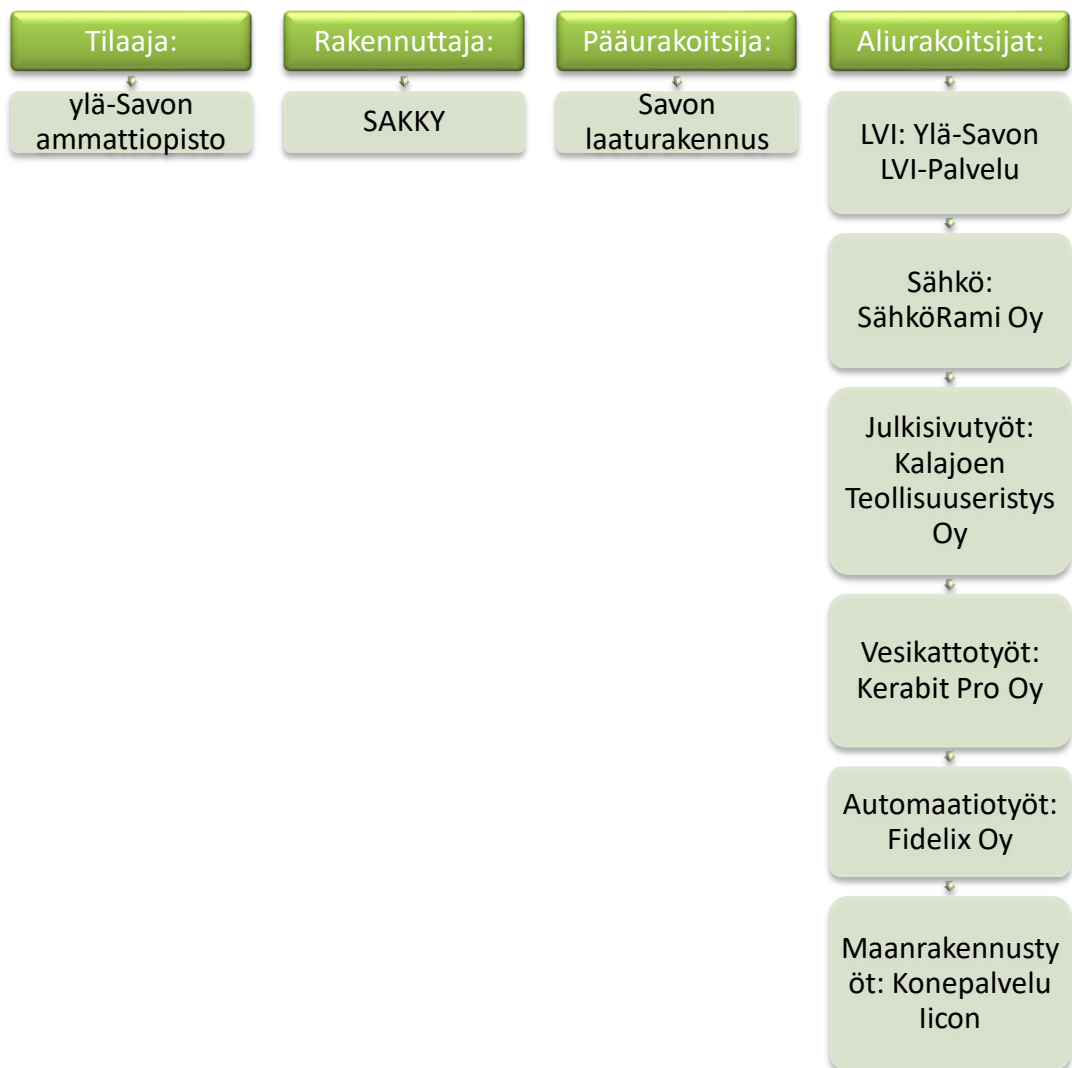 Tilaaja:
ylä-Savon
ammattiopisto
Rakennuttaja:
SAKKY
Pääurakoitsija:
Savon
laaturakennus
Aliurakoitsijat:
LVI: Ylä-Savon
LVI-Palvelu
Sähkö:
SähköRami Oy
Julkisivutyöt:
Kalajoen
Teollisuuseristys
Oy
Vesikattotyöt:
Kerabit Pro Oy
Automaatiotyöt:
Fidelix Oy
Maanrakennusty
öt: Konepalvelu
Iicon